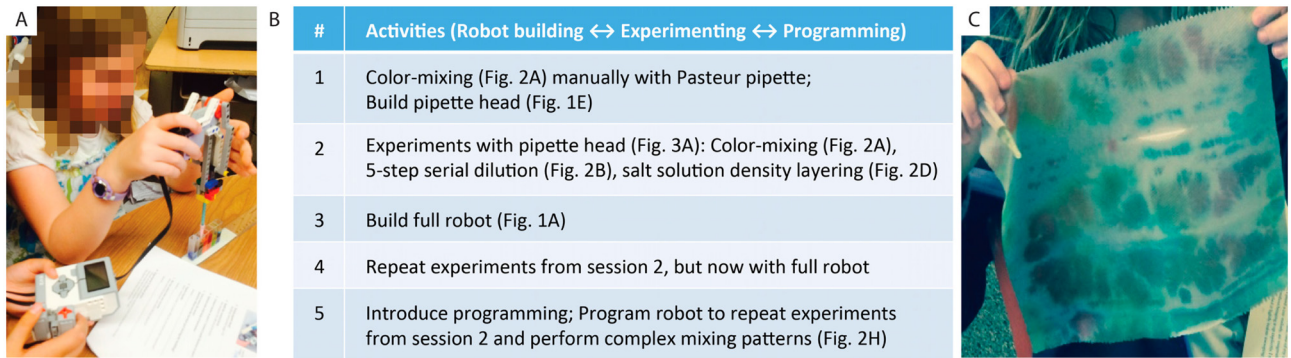 A
B
# Activities (Robot building ↔ Experimenting ↔ Programming)
1 Color-mixing (Fig. 2A) manually with Pasteur pipette;
Build pipette head (Fig. 1E)
2 Experiments with pipette head (Fig. 3A): Color-mixing (Fig. 2A),
5-step serial dilution (Fig. 2B), salt solution density layering (Fig. 2D)
3 Build full robot (Fig. 1A)
4 Repeat experiments from session 2, but now with full robot
5 Introduce programming; Program robot to repeat experiments
from session 2 and perform complex mixing patterns (Fig. 2H)
C